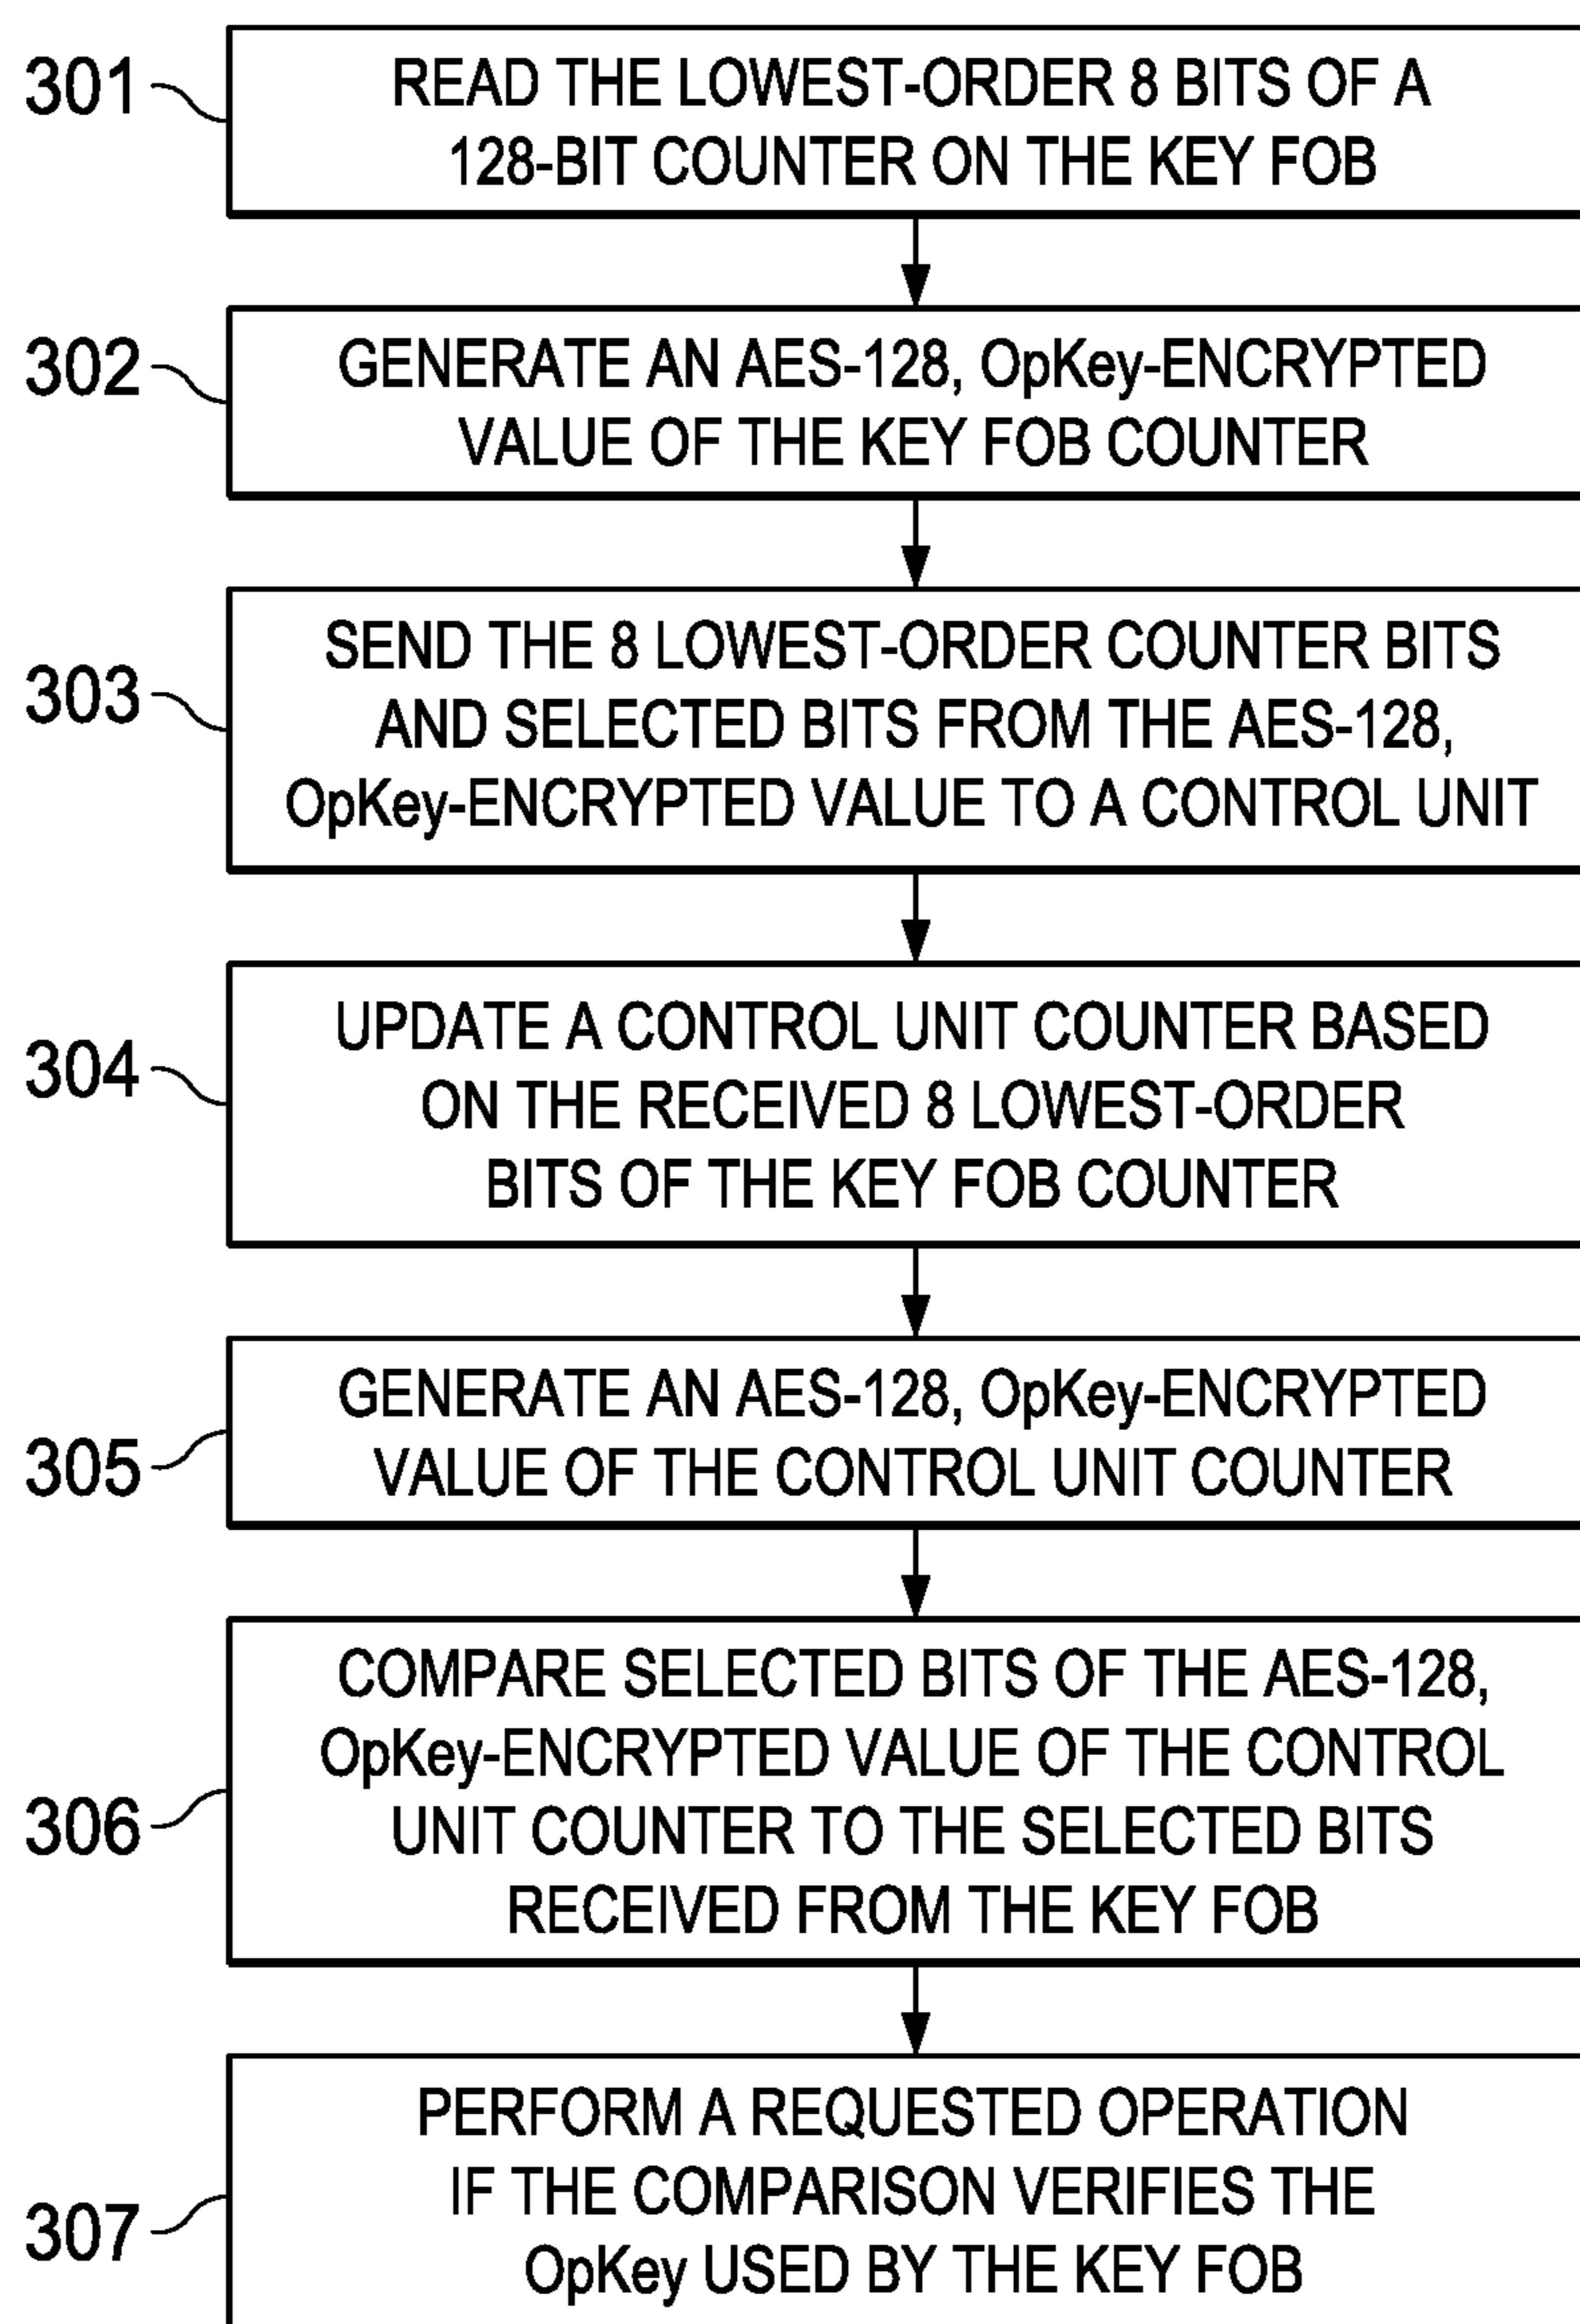 301
READ THE LOWEST-ORDER 8 BITS OF A
128-BIT COUNTER ON THE KEY FOB
302
GENERATE AN AES-128, OpKey-ENCRYPTED
VALUE OF THE KEY FOB COUNTER
303
SEND THE 8 LOWEST-ORDER COUNTER BITS
AND SELECTED BITS FROM THE AES-128,
OpKey-ENCRYPTED VALUE TO A CONTROL UNIT
304
UPDATE A CONTROL UNIT COUNTER BASED
ON THE RECEIVED 8 LOWEST-ORDER
BITS OF THE KEY FOB COUNTER
305
GENERATE AN AES-128, OpKey-ENCRYPTED
VALUE OF THE CONTROL UNIT COUNTER
306
COMPARE SELECTED BITS OF THE AES-128,
OpKey-ENCRYPTED VALUE OF THE CONTROL
UNIT COUNTER TO THE SELECTED BITS
RECEIVED FROM THE KEY FOB
307
PERFORM A REQUESTED OPERATION
IF THE COMPARISON VERIFIES THE
OpKey USED BY THE KEY FOB